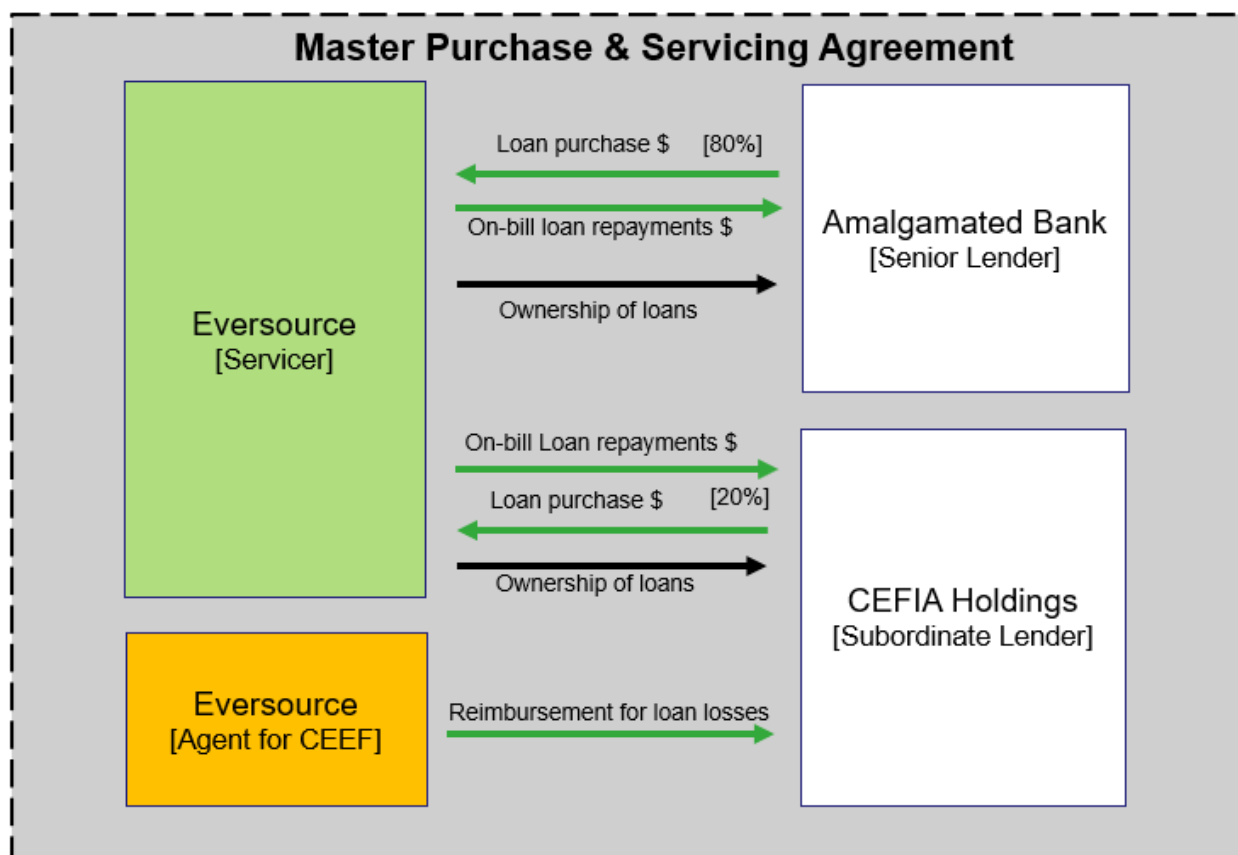 Master Purchase & Servicing Agreement
Loan purchase $ [80%]
On-bill loan repayments $
Ownership of loans
Amalgamated Bank
[Senior Lender]
Eversource
[Servicer]
On-bill Loan repayments $
Loan purchase $ [20%]
Ownership of loans
CEFIA Holdings
[Subordinate Lender]
Eversource
[Agent for CEEF]
Reimbursement for loan losses